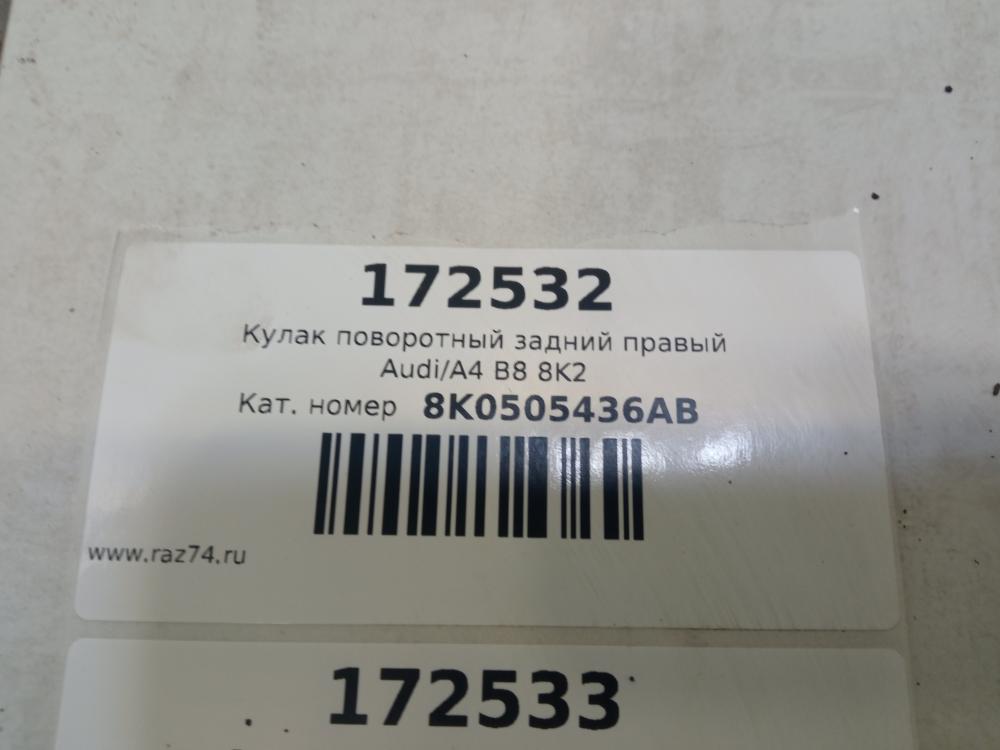 172532
Кулак поворотный задний правый
Audi/A4 B8 8K2
Кат. номер 8K0505436AB
www.raz74.ru
172533